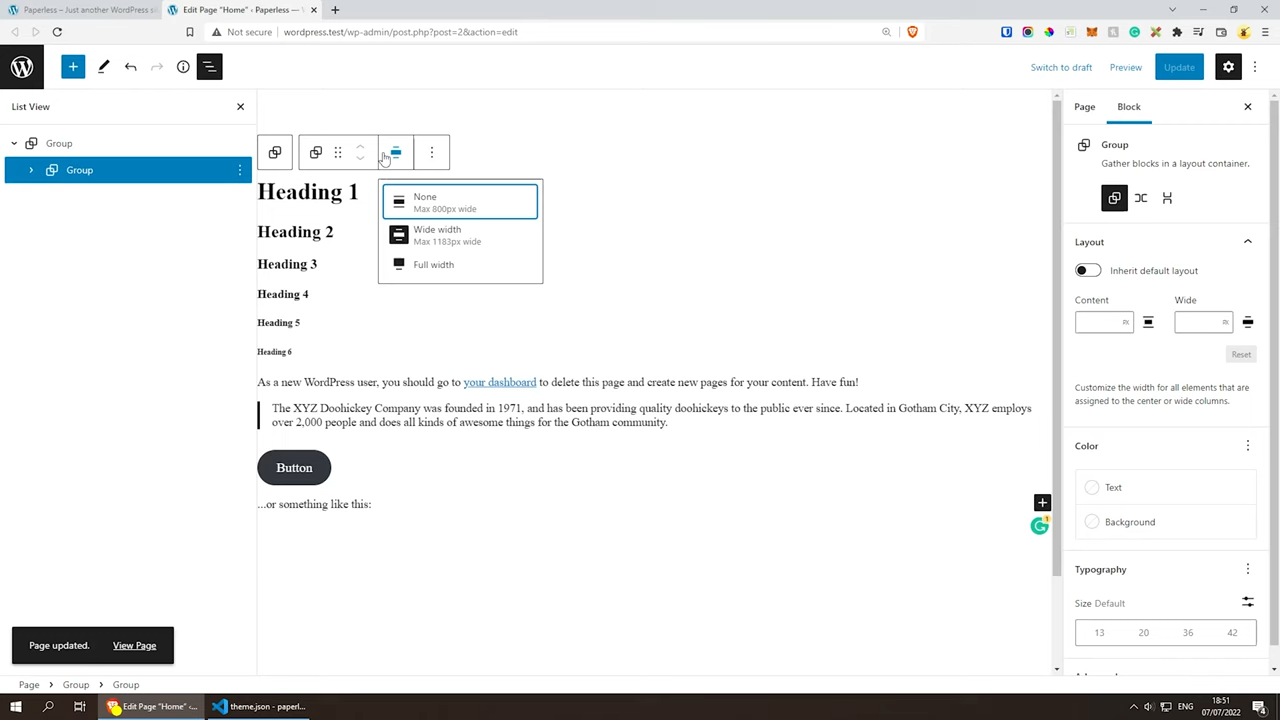 Paperless – Just another WordPress si
Edit Page "Home" ‹ Paperless — W
Not secure
wordpress.test/wp-admin/post.php?post=2&action=edit
Switch to draft
Preview
Update
List View
Page
Block
Group
Group
Group
Gather blocks in a layout container.
Heading 1
Heading 2
Heading 3
Heading 4
Heading 5
Heading 6
None
Max 800px wide
Wide width
Max 1183px wide
Full width
As a new WordPress user, you should go to your dashboard to delete this page and create new pages for your content. Have fun!
The XYZ Doohickey Company was founded in 1971, and has been providing quality doohickeys to the public ever since. Located in Gotham City, XYZ employs
over 2,000 people and does all kinds of awesome things for the Gotham community.
Button
...or something like this:
Layout
Inherit default layout
Content
Wide
PX
PX
Reset
Customize the width for all elements that are
assigned to the center or wide columns.
Color
Text
Background
Typography
Size Default
13
20
36
42
Page updated.
View Page
Page
Group
Group
Edit Page "Home" ‹...
theme.json - paperl...
ENG
18:51
07/07/2022